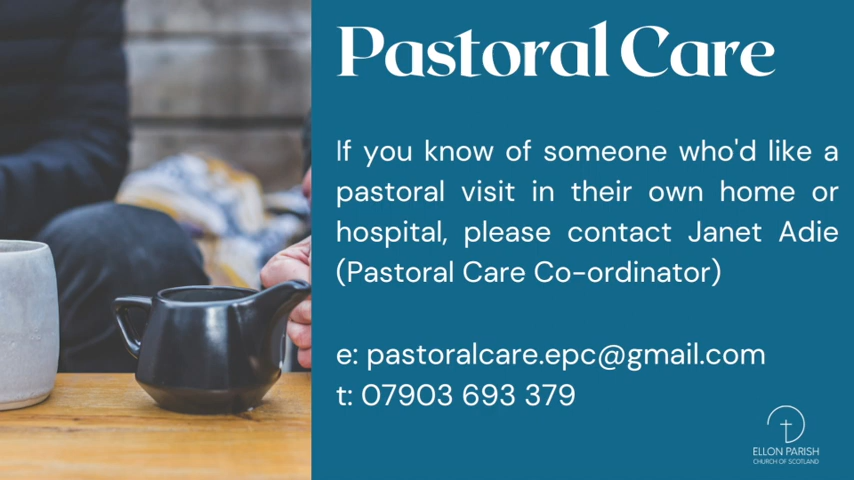 Pastoral Care
If you know of someone who'd like a
pastoral visit in their own home or
hospital, please contact Janet Adie
(Pastoral Care Co-ordinator)
e: pastoralcare.epc@gmail.com
t: 07903 693 379
ELLON PARISH
CHURCH OF SCOTLAND